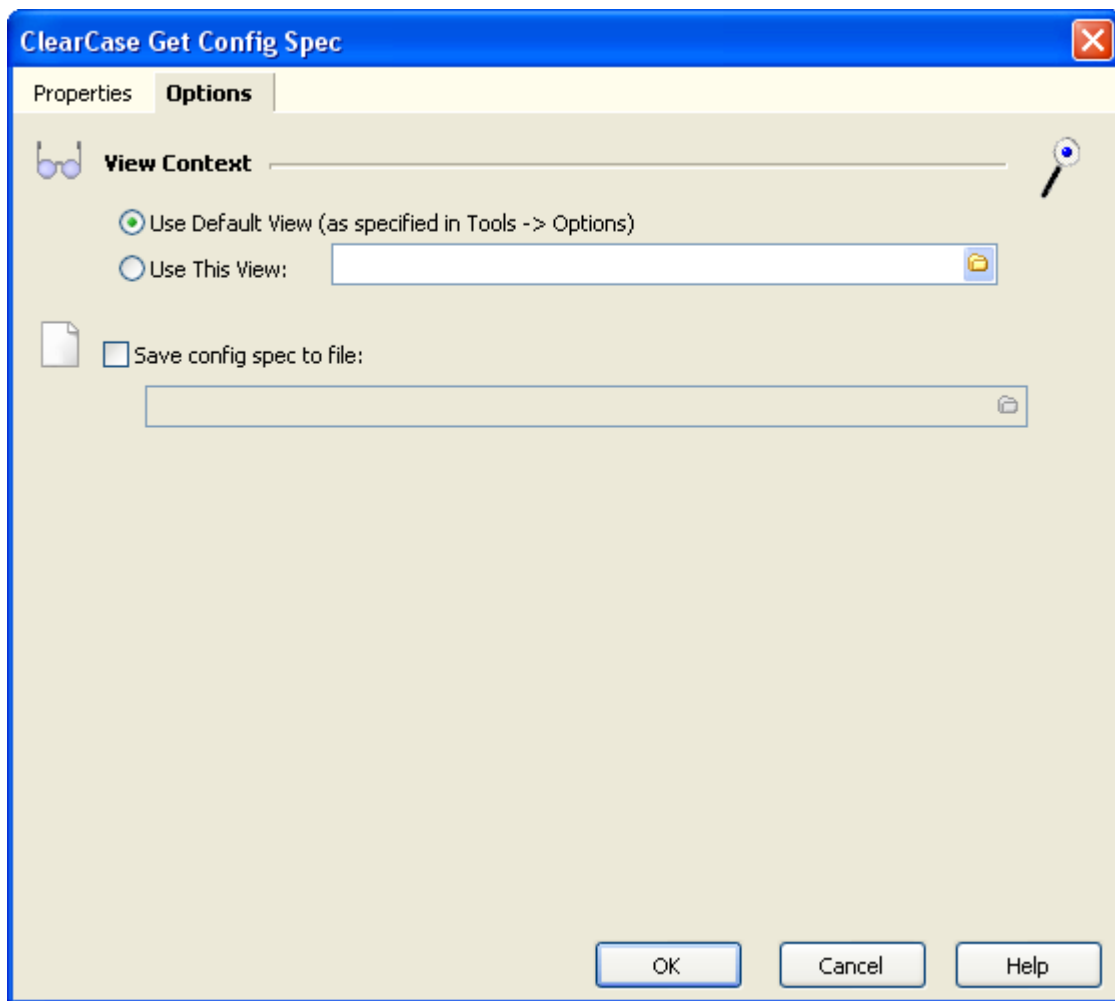 ClearCase Get Config Spec
Properties Options
View Context
Use Default View (as specified in Tools -> Options)
Use This View:
Save config spec to file:
OK Cancel Help